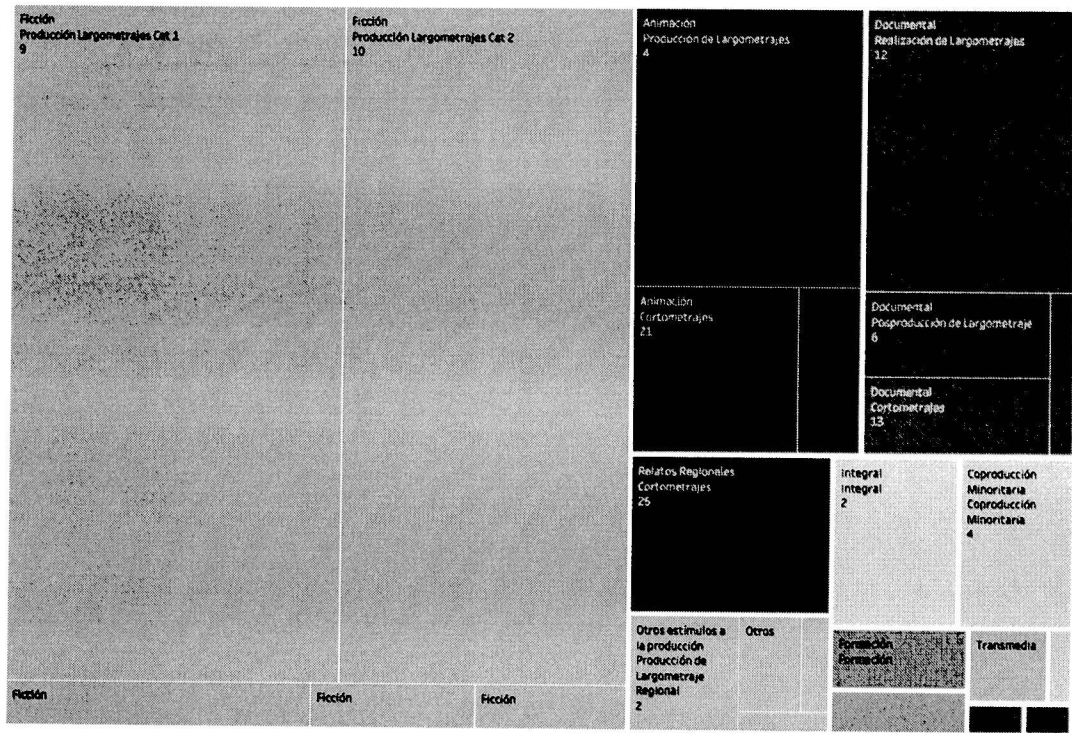 Ficción
Producción Largometrajes Cat 1
9
Ficción
Producción Largometrajes Cat 2
10
Animación
Producción de Largometrajes
4
Documental
Realización de Largometrajes
12
Animación
Cortometrajes
21
Documental
Posproducción de Largometraje
6
Documental
Cortometrajes
13
Relatos Regionales
Cortometrajes
25
Integral
Integral
2
Coproducción
Minoritaria
Coproducción
Minoritaria
4
Otros estímulos a
la producción
Producción de
Largometraje
Regional
2
Otros
Formación
Formación
Transmedia
Ficción
Ficción
Ficción